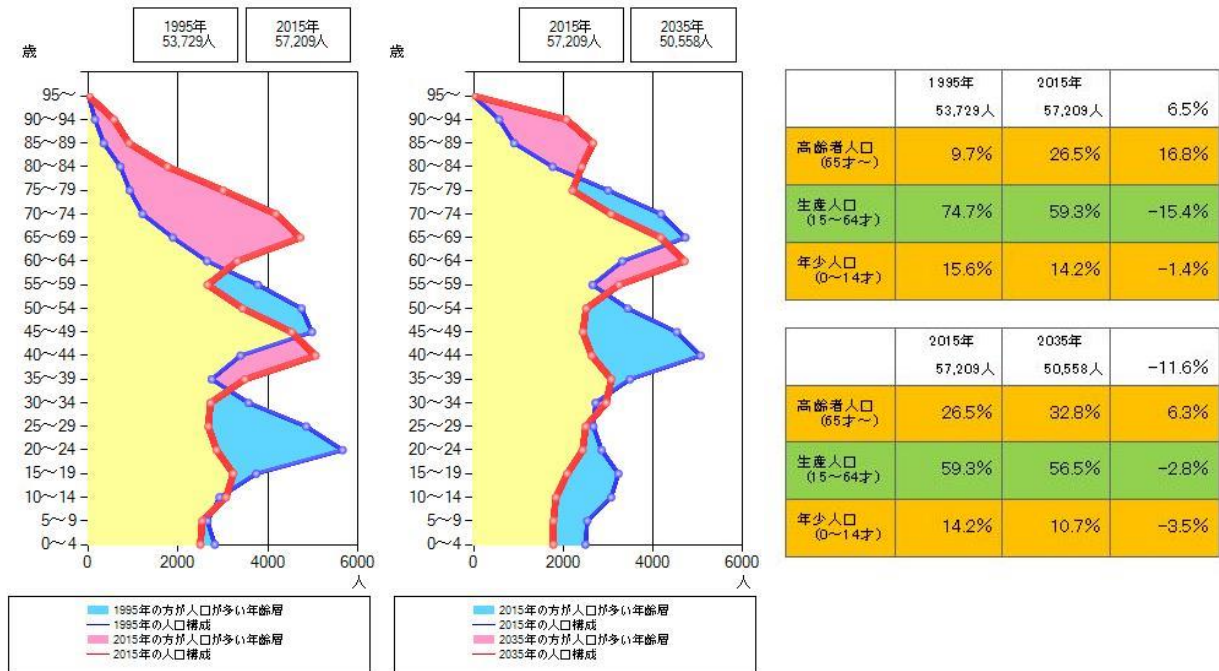 1995年
53,729人
2015年
57,209人
歳
95～
90～94
85～89
80～84
75～79
70～74
65～69
60～64
55～59
50～54
45～49
40～44
35～39
30～34
25～29
20～24
15～19
10～14
5～9
0～4
0 2000 4000 6000
人
1995年の方が人口が多い年齢層
1995年の人口構成
2015年の方が人口が多い年齢層
2015年の人口構成
2015年
57,209人
2035年
50,558人
歳
95～
90～94
85～89
80～84
75～79
70～74
65～69
60～64
55～59
50～54
45～49
40～44
35～39
30～34
25～29
20～24
15～19
10～14
5～9
0～4
0 2000 4000 6000
人
2015年の方が人口が多い年齢層
2015年の人口構成
2035年の方が人口が多い年齢層
2035年の人口構成
1995年 2015年
53,729人 57,209人 6.5%
高齢者人口
(65才～) 9.7% 26.5% 16.8%
生産人口
(15～64才) 74.7% 59.3% -15.4%
年少人口
(0～14才) 15.6% 14.2% -1.4%
2015年 2035年
57,209人 50,558人 -11.6%
高齢者人口
(65才～) 26.5% 32.8% 6.3%
生産人口
(15～64才) 59.3% 56.5% -2.8%
年少人口
(0～14才) 14.2% 10.7% -3.5%